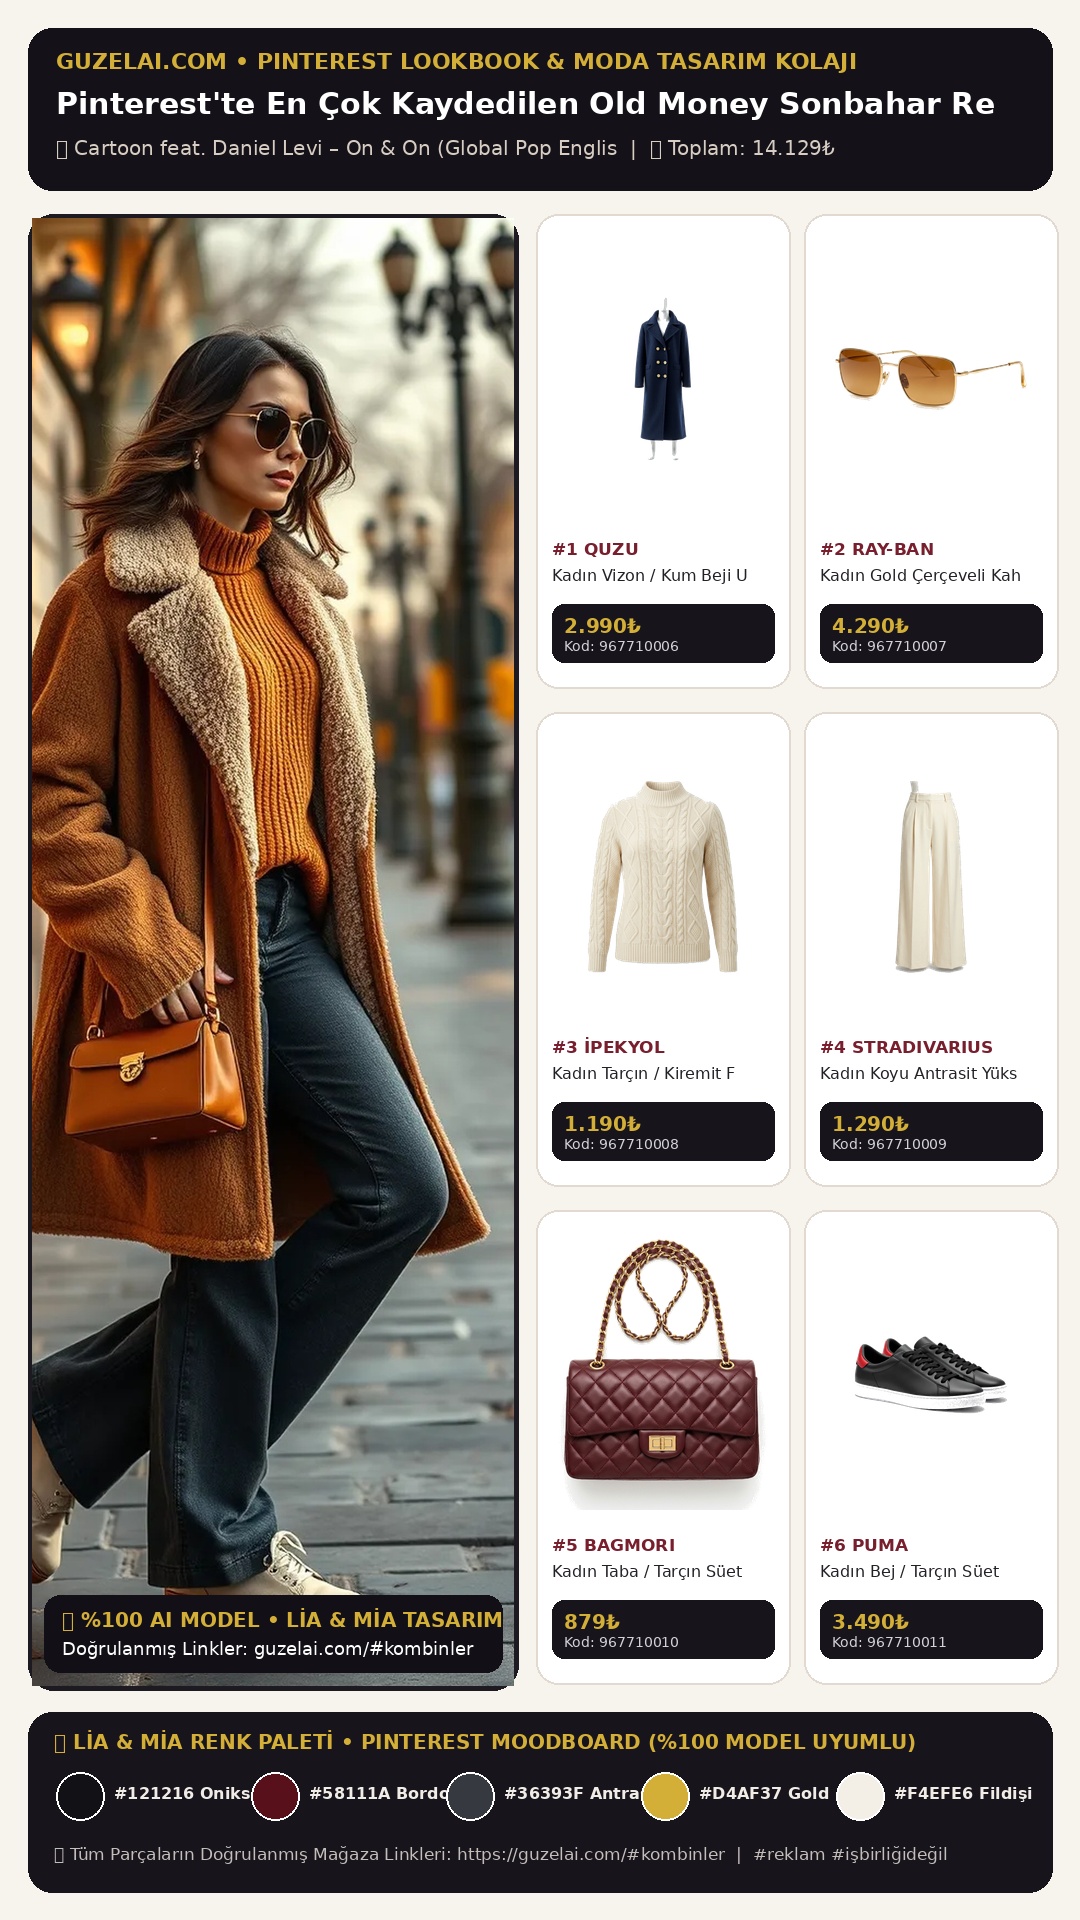 GUZELAI.COM • PINTEREST LOOKBOOK & MODA TASARIM KOLAJI
Pinterest'te En Çok Kaydedilen Old Money Sonbahar Re
Cartoon feat. Daniel Levi – On & On (Global Pop Englis | Toplam: 14.129₺
#1 QUZU
Kadın Vizon / Kum Beji U
2.990₺
Kod: 967710006
#2 RAY-BAN
Kadın Gold Çerçeveli Kah
4.290₺
Kod: 967710007
#3 İPEKYOL
Kadın Tarçın / Kiremit F
1.190₺
Kod: 967710008
#4 STRADIVARIUS
Kadın Koyu Antrasit Yüks
1.290₺
Kod: 967710009
#5 BAGMORI
Kadın Taba / Tarçın Süet
879₺
Kod: 967710010
#6 PUMA
Kadın Bej / Tarçın Süet
3.490₺
Kod: 967710011
%100 AI MODEL • LİA & MİA TASARIM
Doğrulanmış Linkler: guzelai.com/#kombinler
LİA & MİA RENK PALETİ • PINTEREST MOODBOARD (%100 MODEL UYUMLU)
#121216 Oniks #58111A Bordo #36393F Antra #D4AF37 Gold #F4EFE6 Fildişi
Tüm Parçaların Doğrulanmış Mağaza Linkleri: https://guzelai.com/#kombinler | #reklam #işbirliğideğil